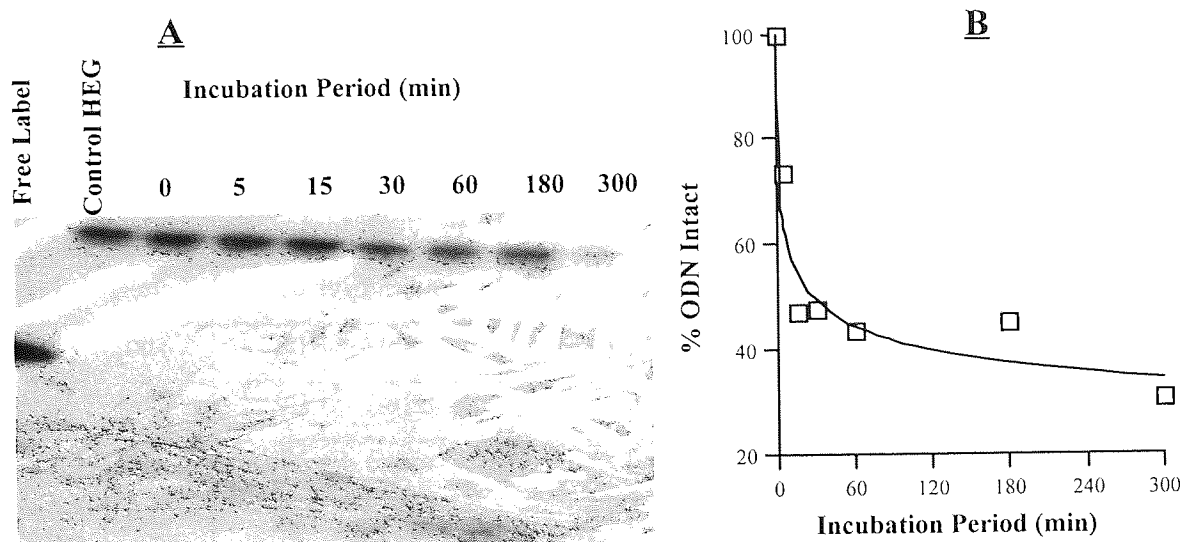 A
Incubation Period (min)
Free Label
Control HEG
0 5 15 30 60 180 300
B
% ODN Intact
100
80
60
40
20
0 60 120 180 240 300
Incubation Period (min)